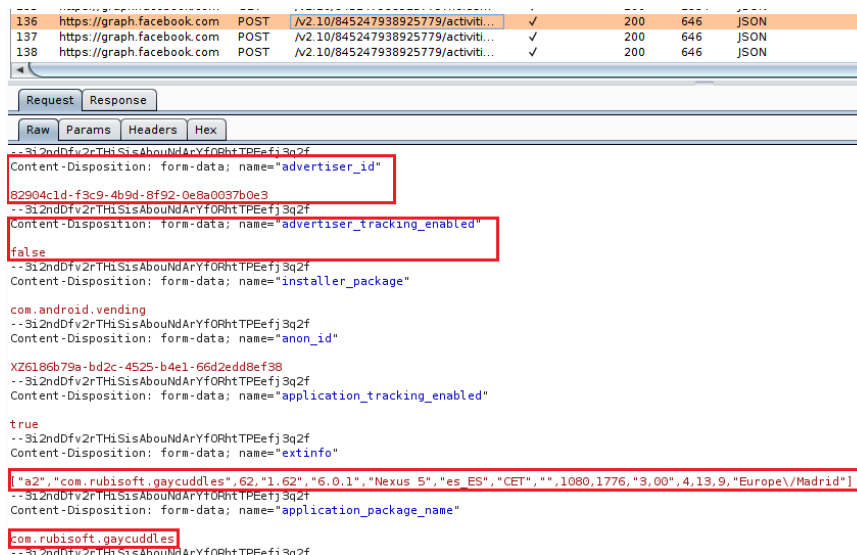 136 https://graph.facebook.com POST /v2.10/845247938925779/activiti... ✓ 200 646 JSON
137 https://graph.facebook.com POST /v2.10/845247938925779/activiti... ✓ 200 646 JSON
138 https://graph.facebook.com POST /v2.10/845247938925779/activiti... ✓ 200 646 JSON
Request Response
Raw Params Headers Hex
--3i2ndDfv2rTHiSisAbouNdArYfORhtTPEefj3q2f
Content-Disposition: form-data; name="advertiser_id"
82904c1d-f3c9-4b9d-8f92-0e8a0037b0e3
--3i2ndDfv2rTHiSisAbouNdArYfORhtTPEefj3q2f
Content-Disposition: form-data; name="advertiser_tracking_enabled"
false
--3i2ndDfv2rTHiSisAbouNdArYfORhtTPEefj3q2f
Content-Disposition: form-data; name="installer_package"
com.android.vending
--3i2ndDfv2rTHiSisAbouNdArYfORhtTPEefj3q2f
Content-Disposition: form-data; name="anon_id"
XZ6186b79a-bd2c-4525-b4e1-66d2edd8ef38
--3i2ndDfv2rTHiSisAbouNdArYfORhtTPEefj3q2f
Content-Disposition: form-data; name="application_tracking_enabled"
true
--3i2ndDfv2rTHiSisAbouNdArYfORhtTPEefj3q2f
Content-Disposition: form-data; name="extinfo"
["a2","com.rubisoft.gaycuddles",62,"1.62","6.0.1","Nexus 5","es_ES","CET","",1080,1776,"3,00",4,13,9,"Europe\/Madrid"]
--3i2ndDfv2rTHiSisAbouNdArYfORhtTPEefj3q2f
Content-Disposition: form-data; name="application_package_name"
com.rubisoft.gaycuddles
--3i2ndDfv2rTHiSisAbouNdArYfORhtTPEefj3q2f